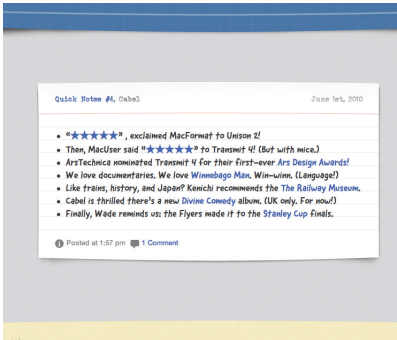 Quick Notes #4, Cabel June 1st, 2010
• "★★★★★" , exclaimed MacFormat to Unison 2!
• Then, MacUser said "★★★★★" to Transmit 4! (But with mice.)
• ArsTechnica nominated Transmit 4 for their first-ever Ars Design Awards!
• We love documentaries. We love Winnebago Man. Win-winn. (Language!)
• Like trains, history, and Japan? Kenichi recommends the The Railway Museum.
• Cabel is thrilled there's a new Divine Comedy album. (UK only. For now!)
• Finally, Wade reminds us: the Flyers made it to the Stanley Cup finals.
Posted at 1:57 pm 1 Comment